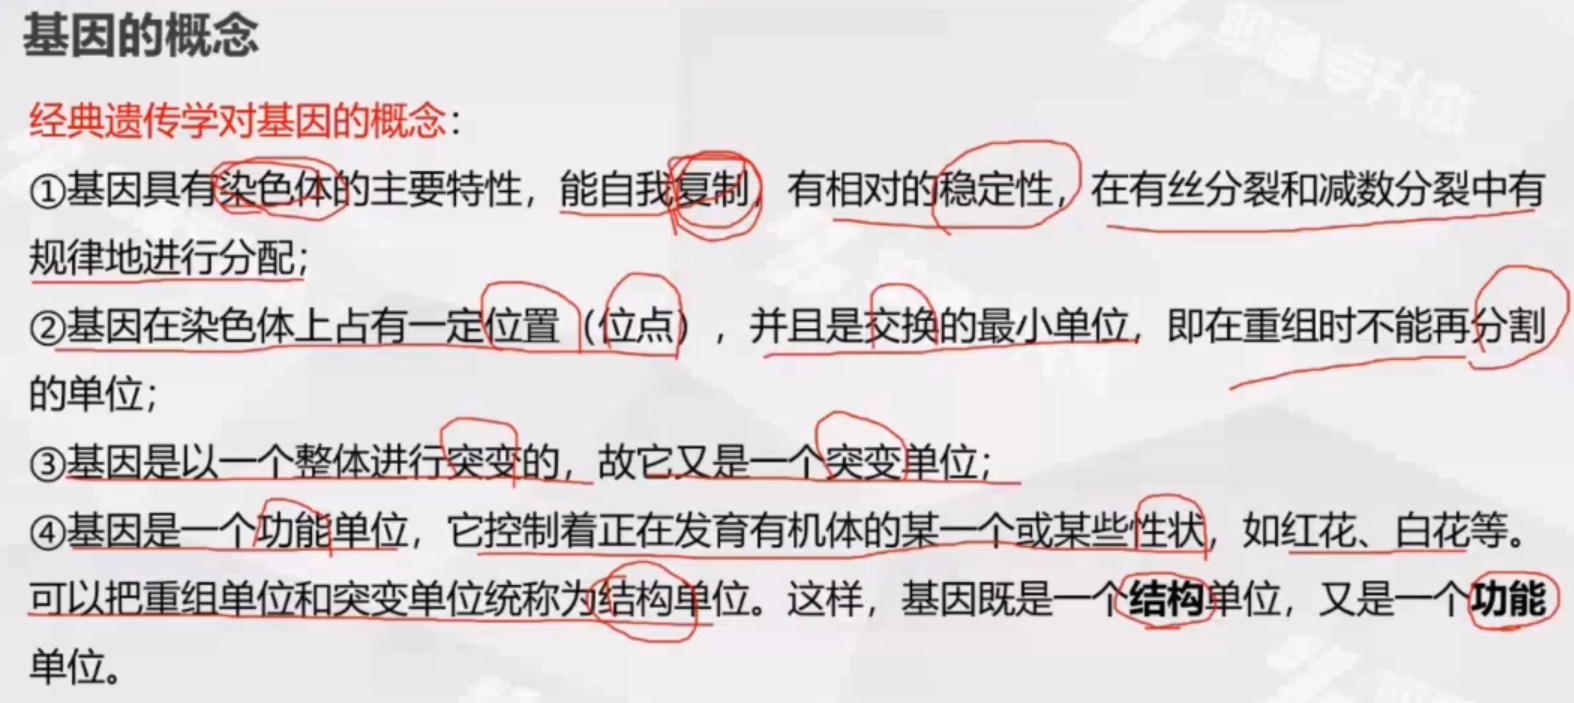 基因的概念
经典遗传学对基因的概念：
①基因具有染色体的主要特性，能自我复制，有相对的稳定性，在有丝分裂和减数分裂中有
规律地进行分配；
②基因在染色体上占有一定位置（位点），并且是交换的最小单位，即在重组时不能再分割
的单位；
③基因是以一个整体进行突变的，故它又是一个突变单位；
④基因是一个功能单位，它控制着正在发育有机体的某一个或某些性状，如红花、白花等。
可以把重组单位和突变单位统称为结构单位。这样，基因既是一个结构单位，又是一个功能
单位。